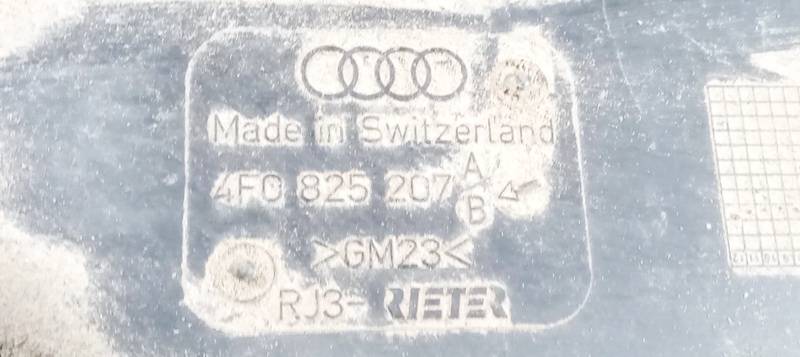 Made in Switzerland
4F0 825 207 A
B
>GM23<
RJ3- RIETER